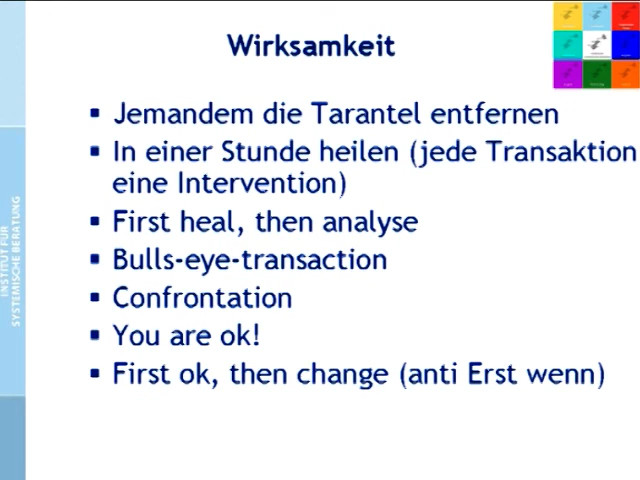 Wirksamkeit
Jemandem die Tarantel entfernen
In einer Stunde heilen (jede Transaktion
eine Intervention)
First heal, then analyse
Bulls-eye-transaction
Confrontation
You are ok!
First ok, then change (anti Erst wenn)
INSTITUT FÜR
SYSTEMISCHE BERATUNG